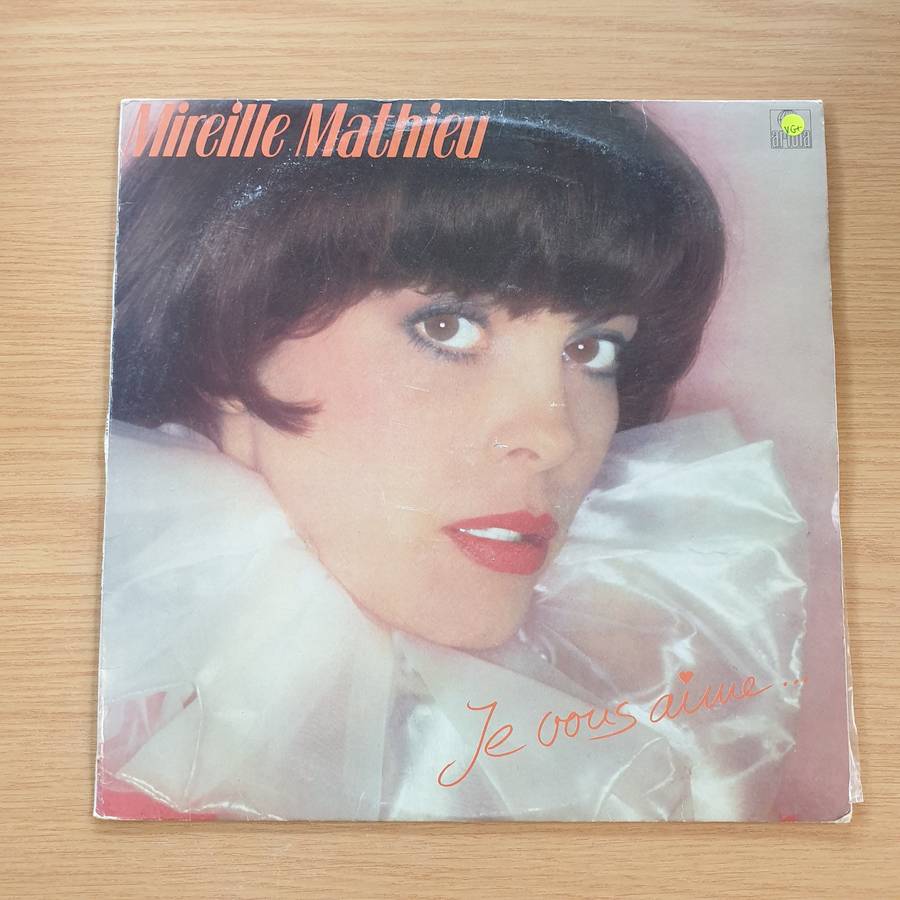 Mireille Mathieu
VG+
ariola
Je vous aime...